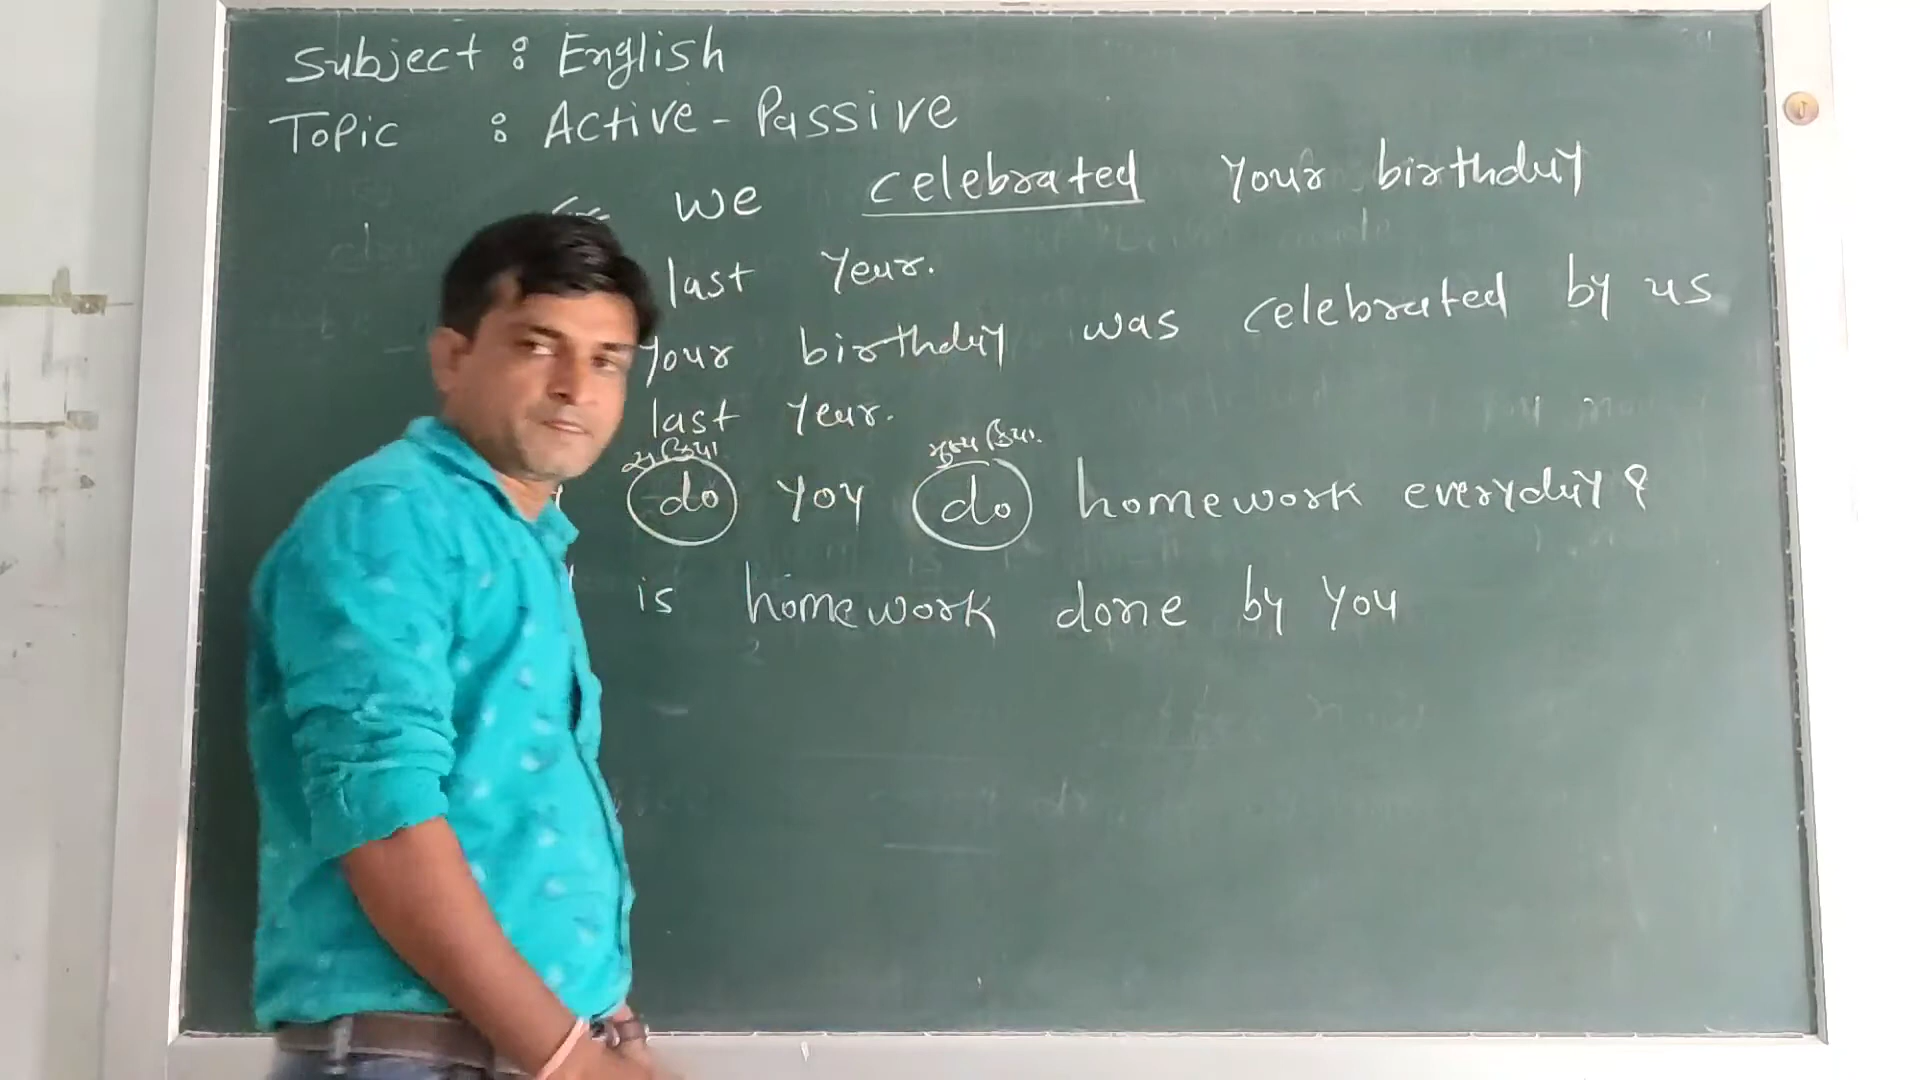 Subject : English
Topic : Active - Passive
we celebrated your birthday
last year.
your birthday was celebrated by us
last year.
સ. ક્રિયા. મુખ્ય ક્રિયા.
do you do homework everyday ?
is homework done by you